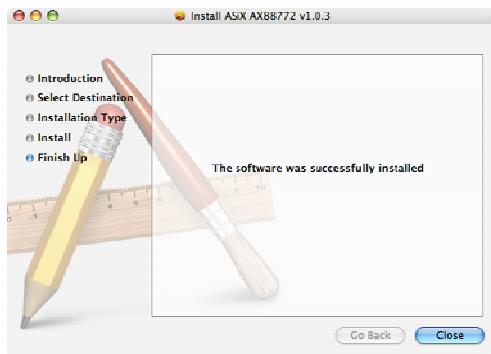 Install ASiX AX88772 v1.0.3
Introduction
Select Destination
Installation Type
Install
Finish Up
The software was successfully installed
Go Back
Close